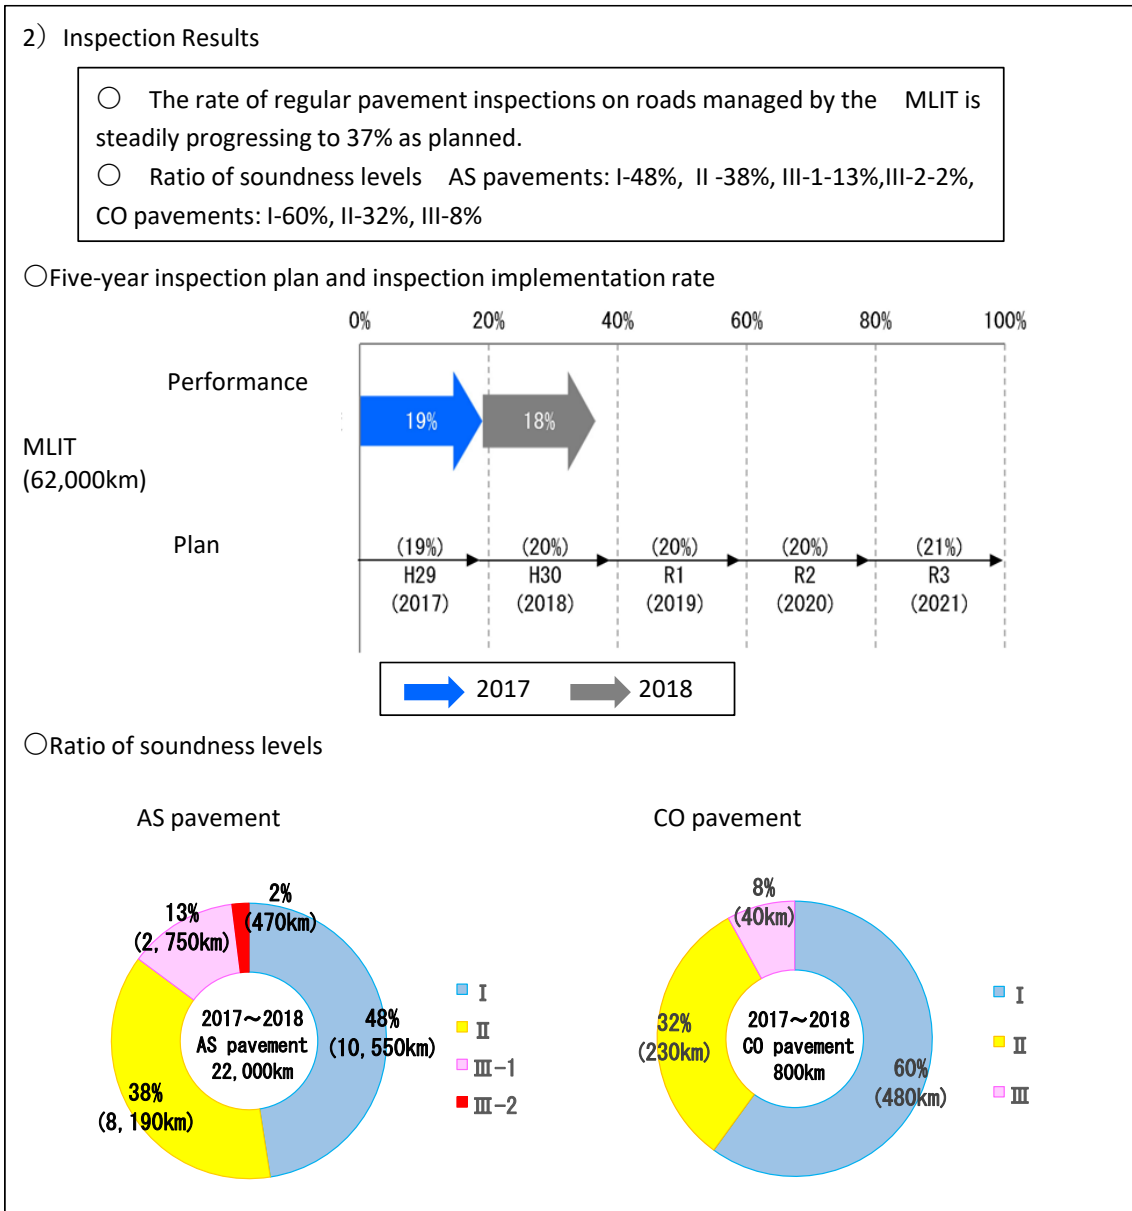 2）Inspection Results
○ The rate of regular pavement inspections on roads managed by the MLIT is
steadily progressing to 37% as planned.
○ Ratio of soundness levels AS pavements: I-48%, II -38%, III-1-13%,III-2-2%,
CO pavements: I-60%, II-32%, III-8%
○Five-year inspection plan and inspection implementation rate
0% 20% 40% 60% 80% 100%
Performance
19% 18%
MLIT
(62,000km)
Plan
(19%) (20%) (20%) (20%) (21%)
H29 H30 R1 R2 R3
(2017) (2018) (2019) (2020) (2021)
2017 2018
○Ratio of soundness levels
AS pavement
2%
(470km)
13%
(2,750km)
48%
(10,550km)
38%
(8,190km)
2017～2018
AS pavement
22,000km
Ⅰ
Ⅱ
Ⅲ-1
Ⅲ-2
CO pavement
8%
(40km)
32%
(230km)
60%
(480km)
2017～2018
CO pavement
800km
Ⅰ
Ⅱ
Ⅲ